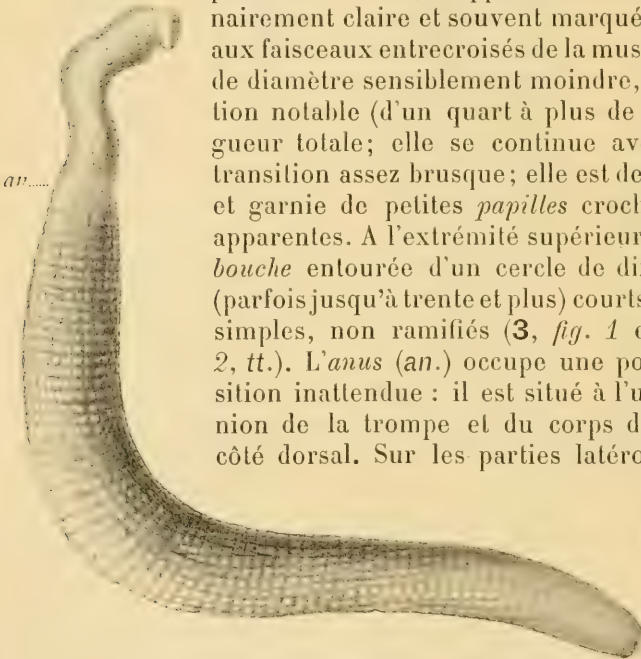 nairement claire et souvent marqué
aux faisceaux entrecroisés de la mus
de diamètre sensiblement moindre,
tion notable (d'un quart à plus de
gueur totale; elle se continue av
transition assez brusque; elle est de
et garnie de petites papilles croch
apparentes. A l'extrémité supérieur
bouche entourée d'un cercle de di
(parfois jusqu'à trente et plus) courts
simples, non ramifiés (3, fig. 1 e
2, tt.). L'anus (an.) occupe une po
sition inattendue : il est situé à l'u
nion de la trompe et du corps d
côté dorsal. Sur les parties latéro
an.....